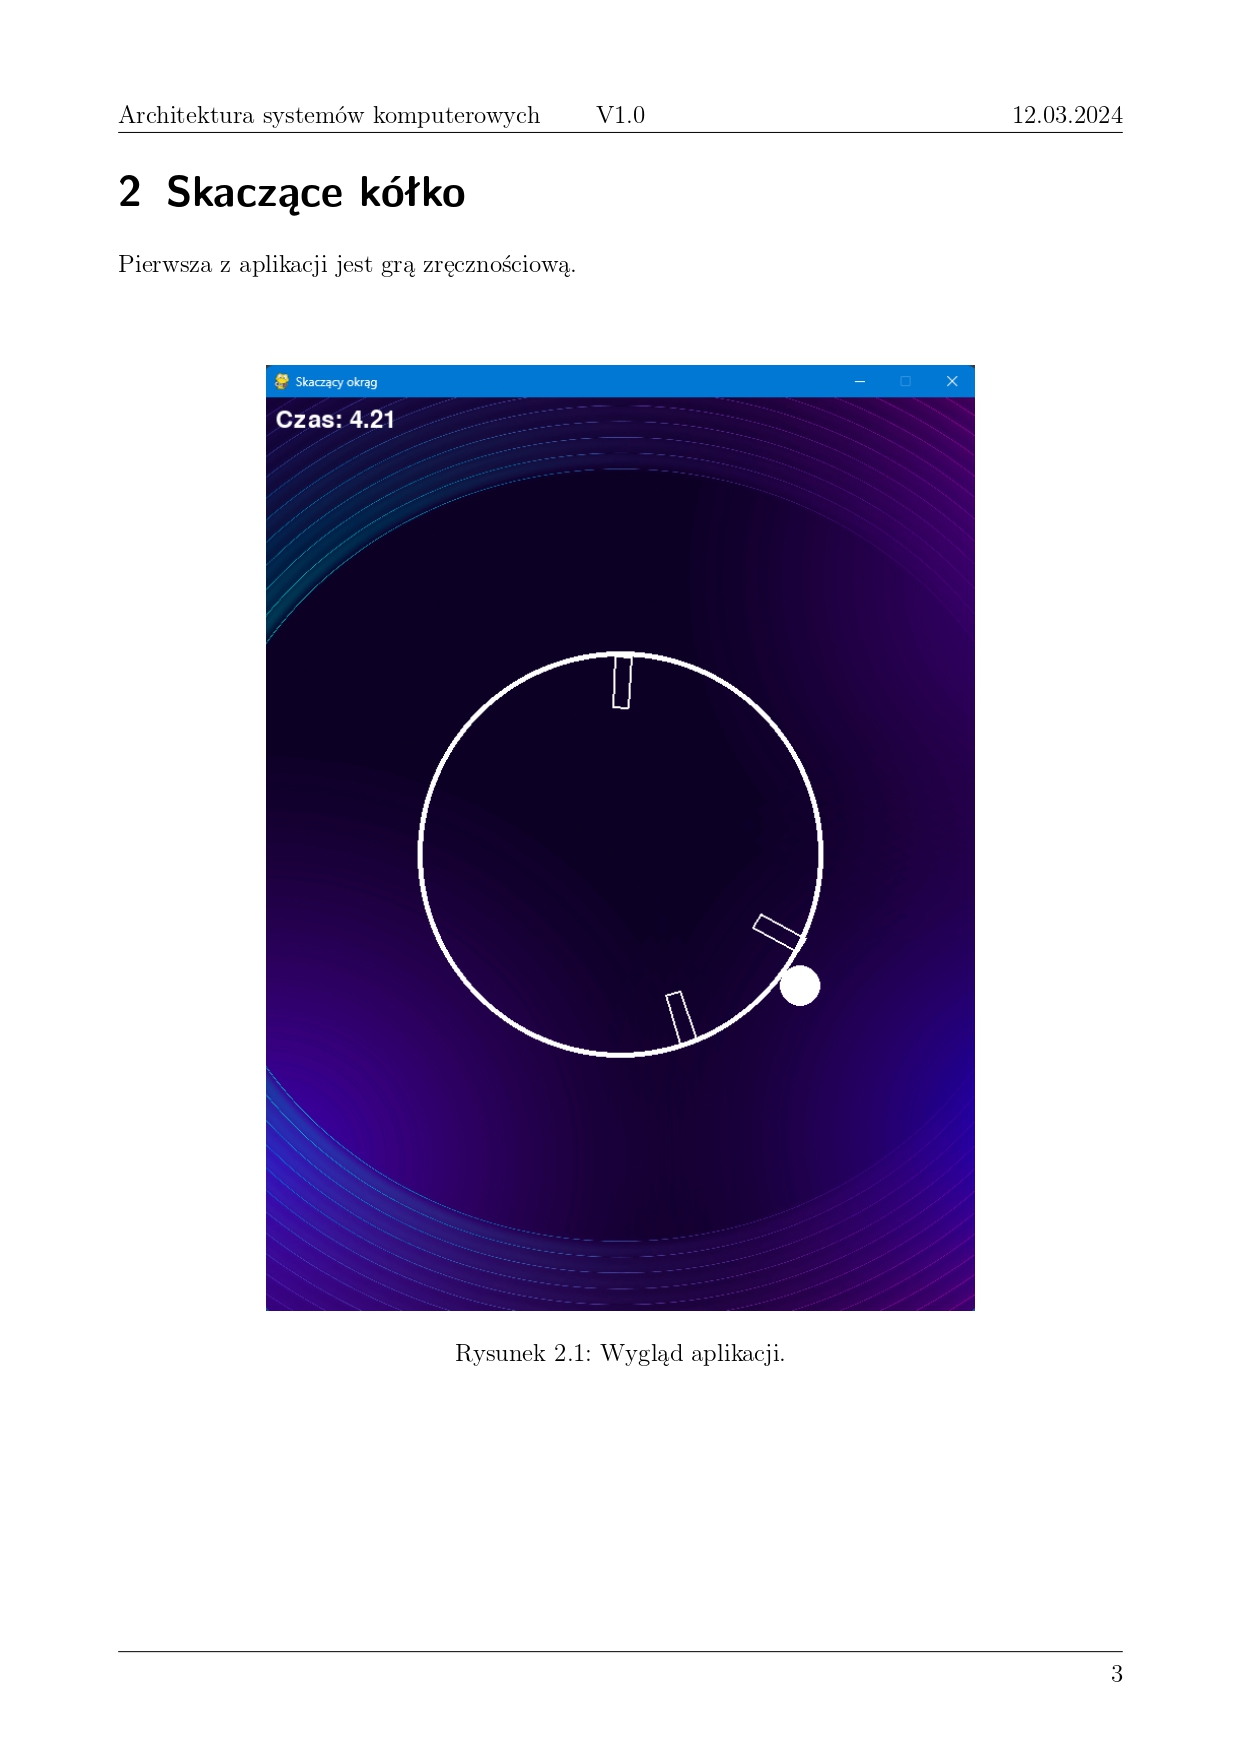 Architektura systemów komputerowych V1.0 12.03.2024
2 Skaczące kółko
Pierwsza z aplikacji jest grą zręcznościową.
Skaczący okrąg
Czas: 4.21
Rysunek 2.1: Wygląd aplikacji.
3